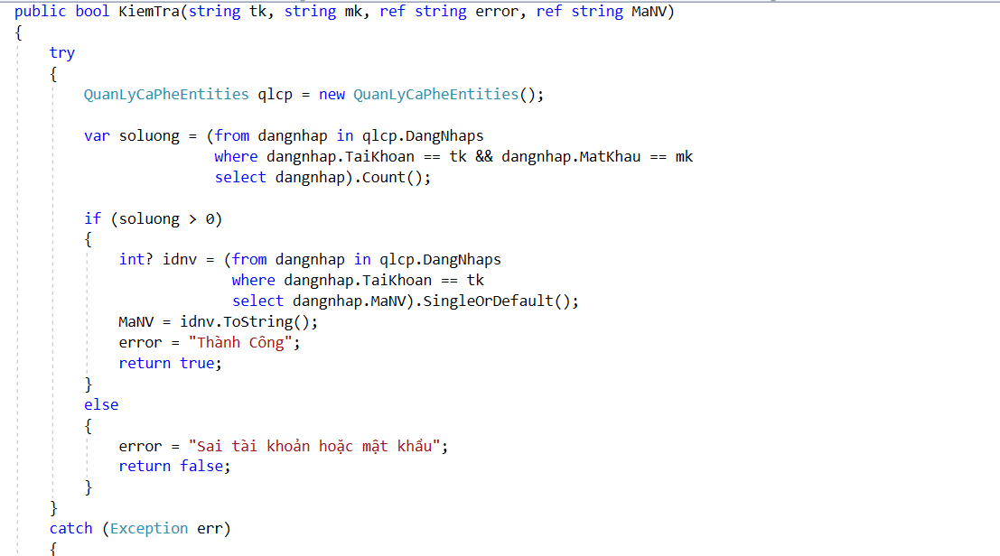 public bool KiemTra(string tk, string mk, ref string error, ref string MaNV)
{
try
{
QuanLyCaPheEntities qlcp = new QuanLyCaPheEntities();
var soluong = (from dangnhap in qlcp.DangNhaps
where dangnhap.TaiKhoan == tk && dangnhap.MatKhau == mk
select dangnhap).Count();
if (soluong > 0)
{
int? idnv = (from dangnhap in qlcp.DangNhaps
where dangnhap.TaiKhoan == tk
select dangnhap.MaNV).SingleOrDefault();
MaNV = idnv.ToString();
error = "Thành Công";
return true;
}
else
{
error = "Sai tài khoản hoặc mật khẩu";
return false;
}
}
catch (Exception err)
{